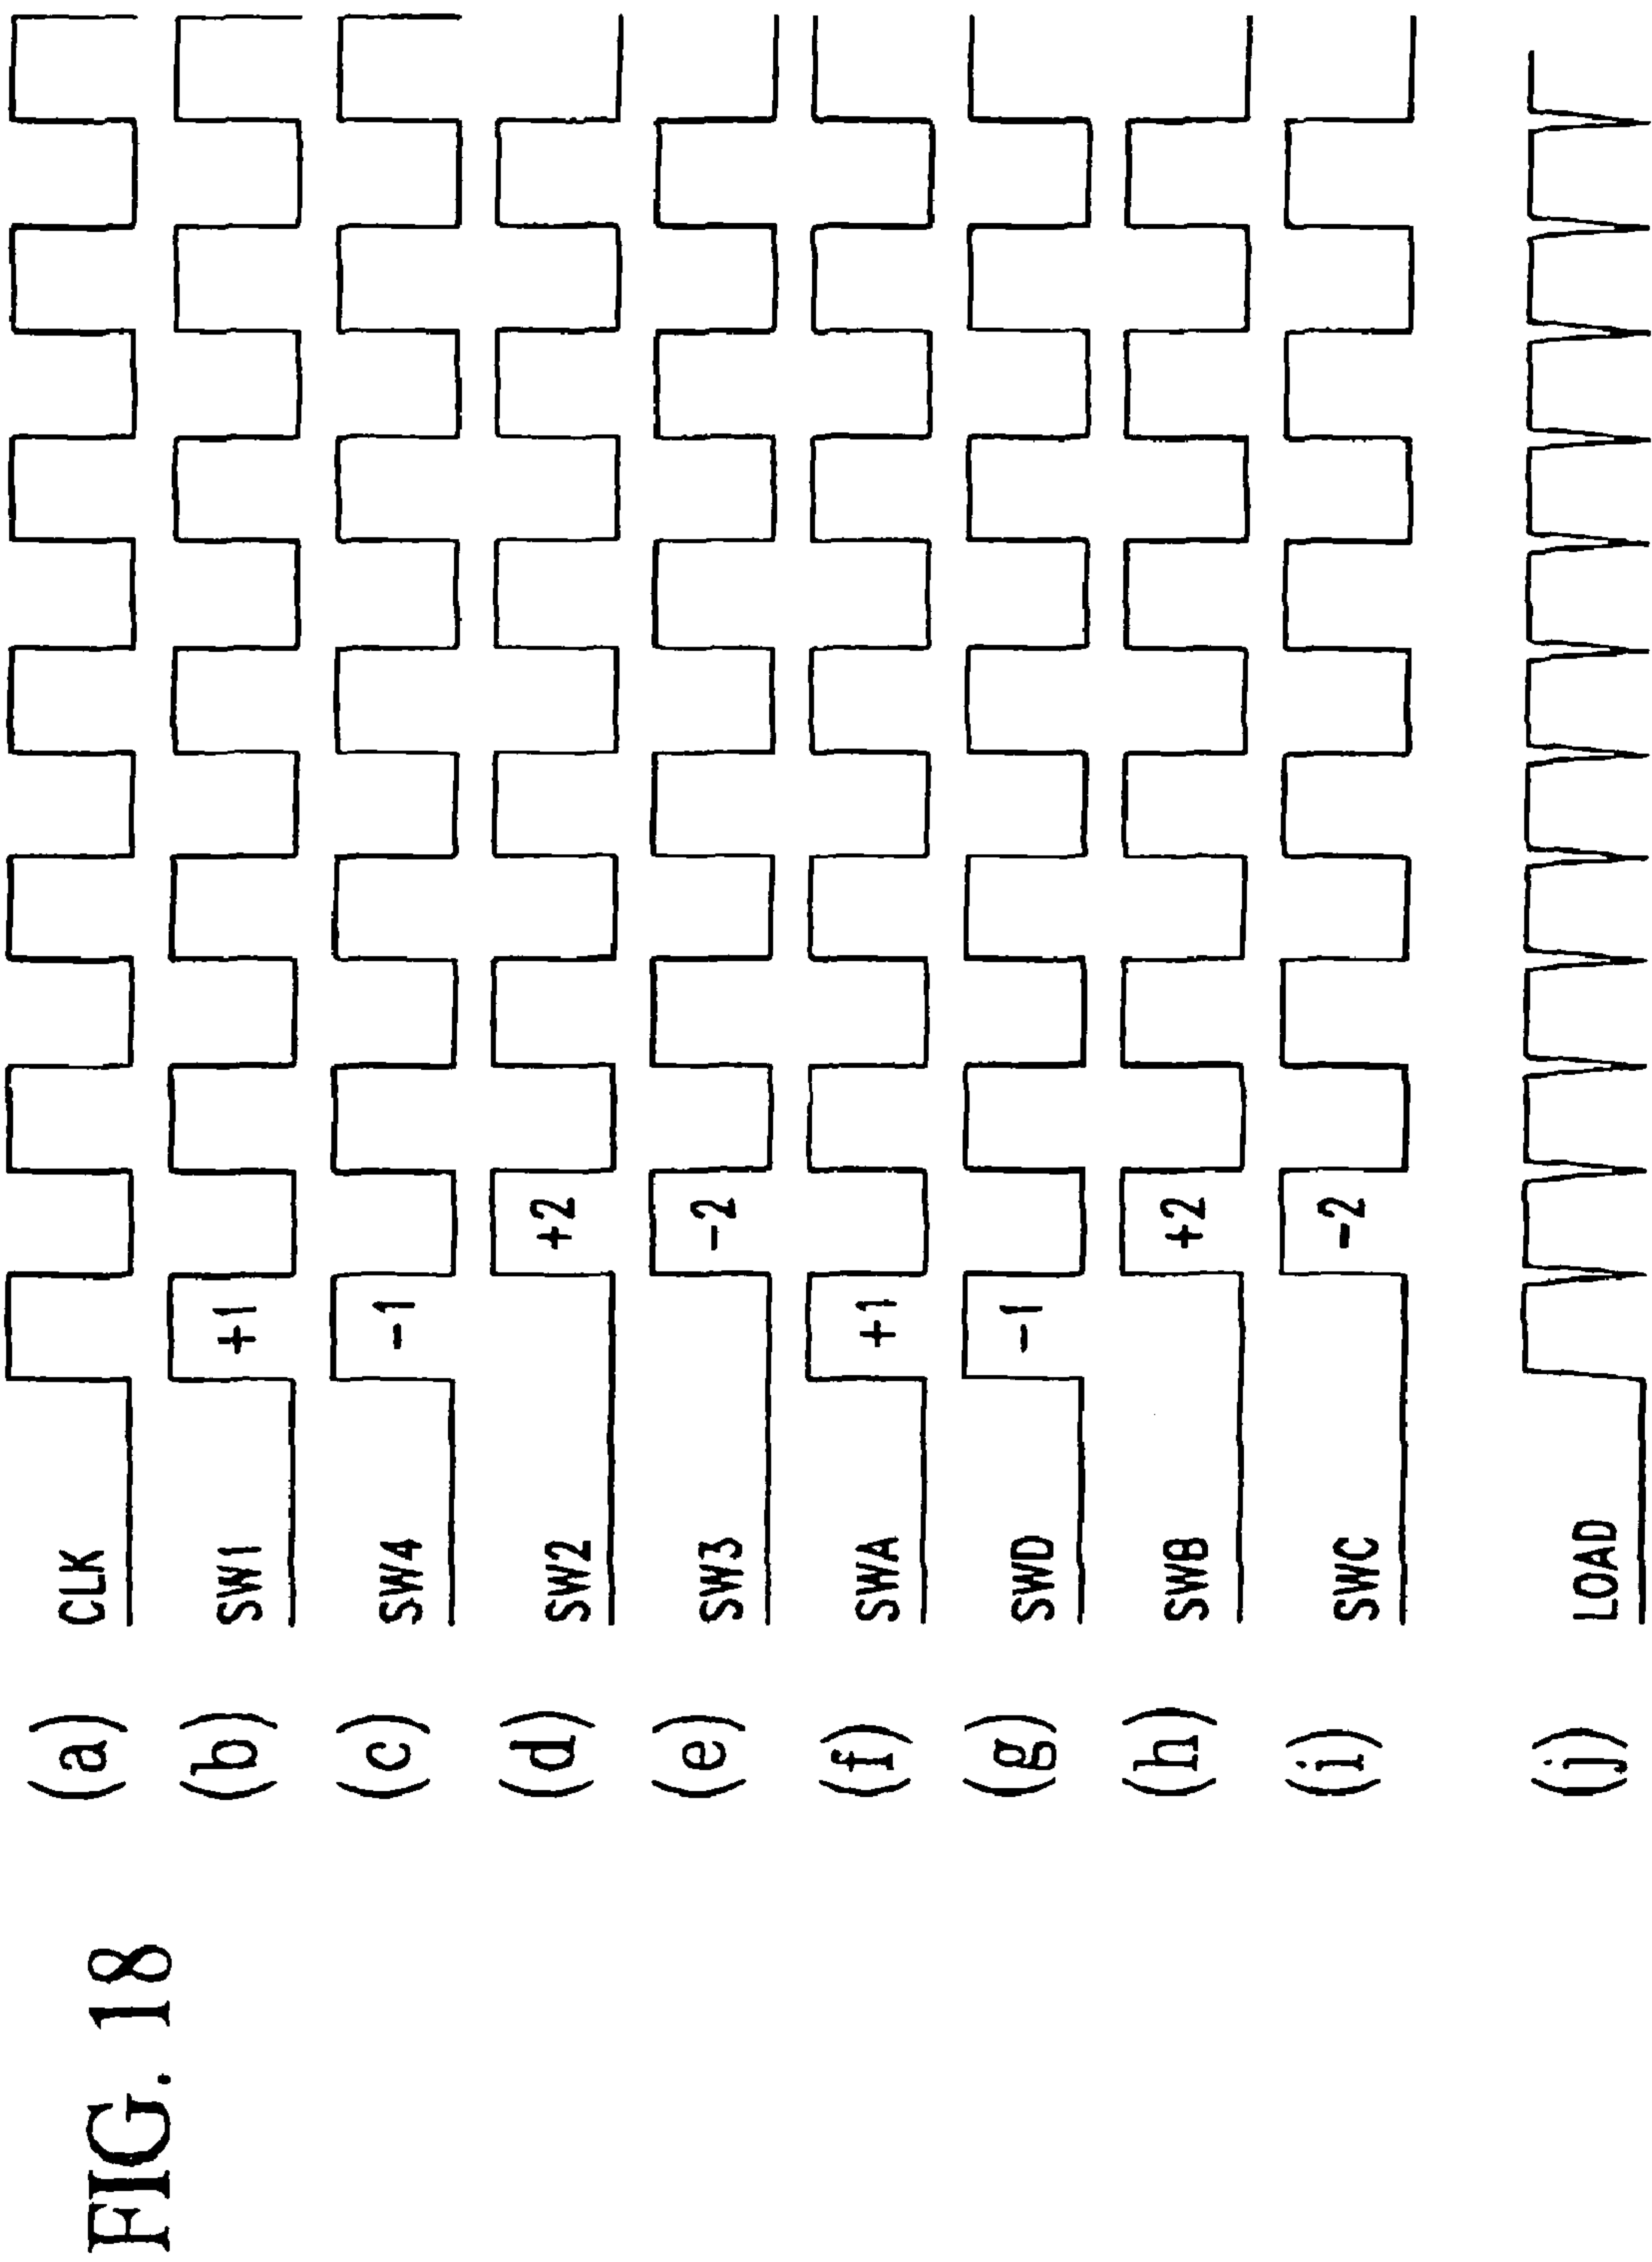 FIG. 18
(a) CLK
(b) SW1 +1
(c) SW4 -1
(d) SW2 +2
(e) SW3 -2
(f) SWA +1
(g) SWD -1
(h) SWB +2
(i) SWC -2
(j) LOAD